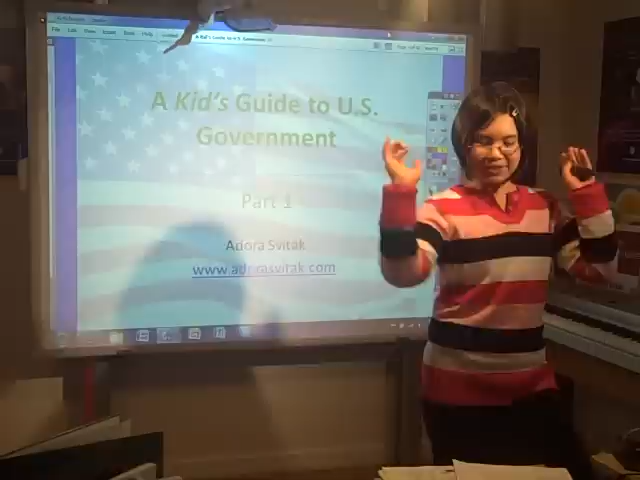 A Kid's Guide to U.S.
Government
Part 1
Adora Svitak
www.adorasvitak.com